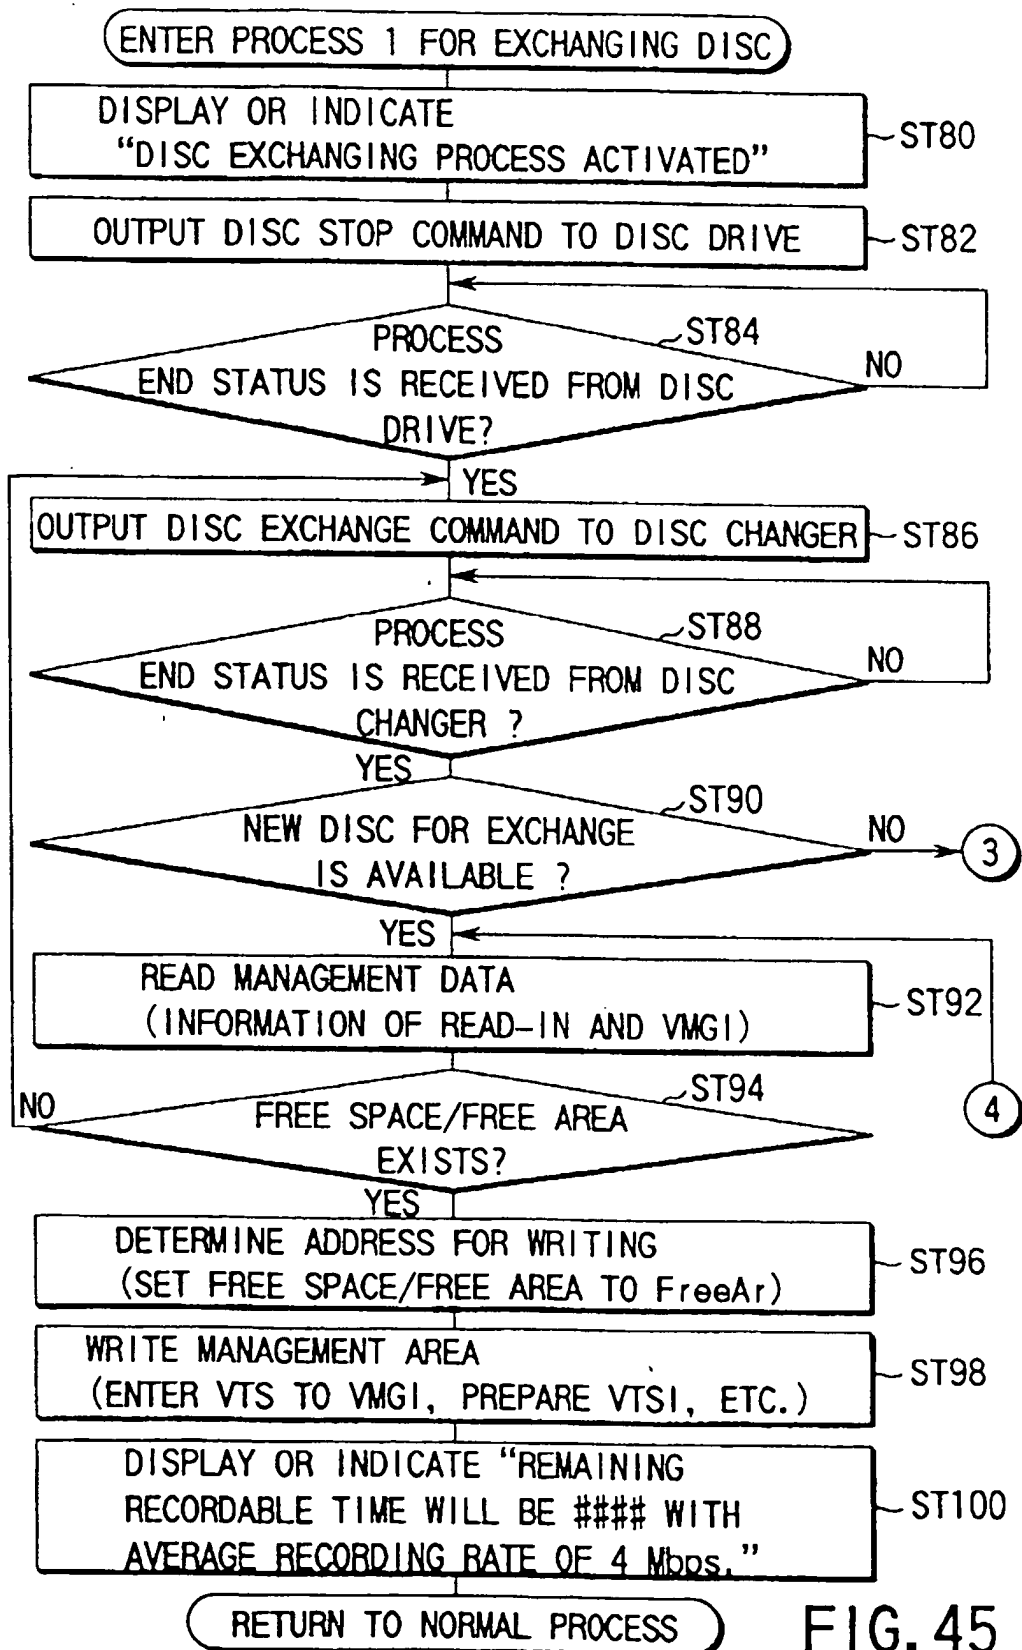 ENTER PROCESS 1 FOR EXCHANGING DISC
DISPLAY OR INDICATE
"DISC EXCHANGING PROCESS ACTIVATED"
ST80
OUTPUT DISC STOP COMMAND TO DISC DRIVE
ST82
ST84
PROCESS
END STATUS IS RECEIVED FROM DISC
DRIVE?
NO
YES
OUTPUT DISC EXCHANGE COMMAND TO DISC CHANGER
ST86
ST88
PROCESS
END STATUS IS RECEIVED FROM DISC
CHANGER ?
NO
YES
ST90
NEW DISC FOR EXCHANGE
IS AVAILABLE ?
NO
3
YES
READ MANAGEMENT DATA
(INFORMATION OF READ-IN AND VMGI)
ST92
ST94
NO
FREE SPACE/FREE AREA
EXISTS?
4
YES
DETERMINE ADDRESS FOR WRITING
(SET FREE SPACE/FREE AREA TO FreeAr)
ST96
WRITE MANAGEMENT AREA
(ENTER VTS TO VMGI, PREPARE VTSI, ETC.)
ST98
DISPLAY OR INDICATE "REMAINING
RECORDABLE TIME WILL BE #### WITH
AVERAGE RECORDING RATE OF 4 Mbps."
ST100
RETURN TO NORMAL PROCESS
FIG. 45